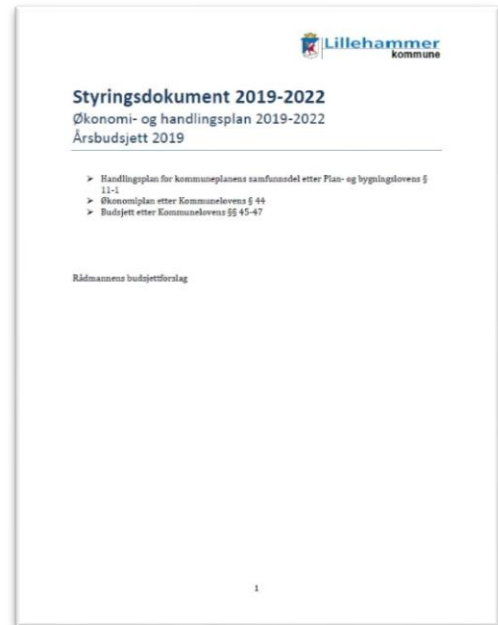 Lillehammer
kommune
Styringsdokument 2019-2022
Økonomi- og handlingsplan 2019-2022
Årsbudsjett 2019
➢ Handlingsplan for kommuneplanens samfunnsdel etter Plan- og bygningslovens §
11-1
➢ Økonomiplan etter Kommunelovens § 44
➢ Budsjett etter Kommunelovens §§ 45-47
Rådmannens budsjettforslag
1